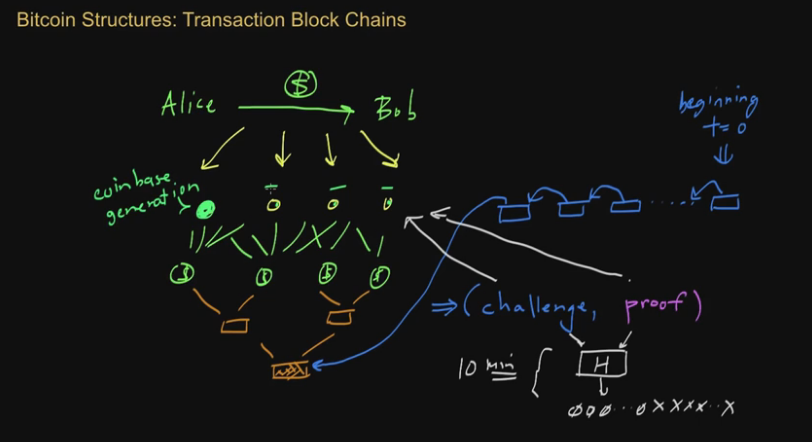 Bitcoin Structures: Transaction Block Chains
$
Alice
Bob
beginning
t=0
coinbase
generation
$ $ $ $
⇒(challenge, proof)
10 min { H
000...0XXXX..X